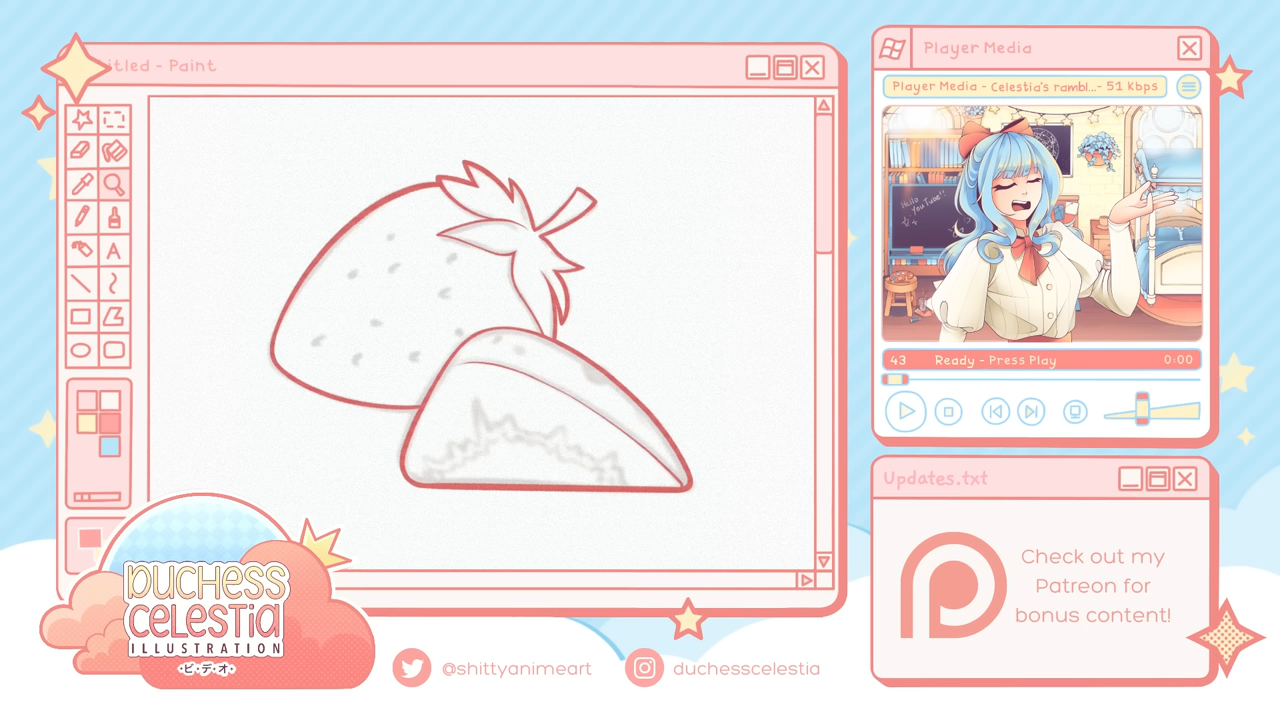 titled - Paint
Player Media
Player Media - Celestia's rambl...- 51 Kbps
Hello
YouTube!
A
43 Ready - Press Play 0:00
Updates.txt
Check out my
Patreon for
bonus content!
DUCHESS
CELESTIA
ILLUSTRATION
·ビ·デ·オ·
@shittyanimeart
duchesscelestia